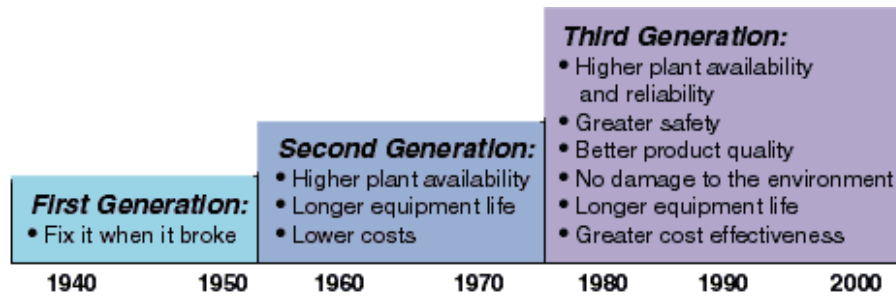 First Generation:
• Fix it when it broke
Second Generation:
• Higher plant availability
• Longer equipment life
• Lower costs
Third Generation:
• Higher plant availability
and reliability
• Greater safety
• Better product quality
• No damage to the environment
• Longer equipment life
• Greater cost effectiveness
1940 1950 1960 1970 1980 1990 2000